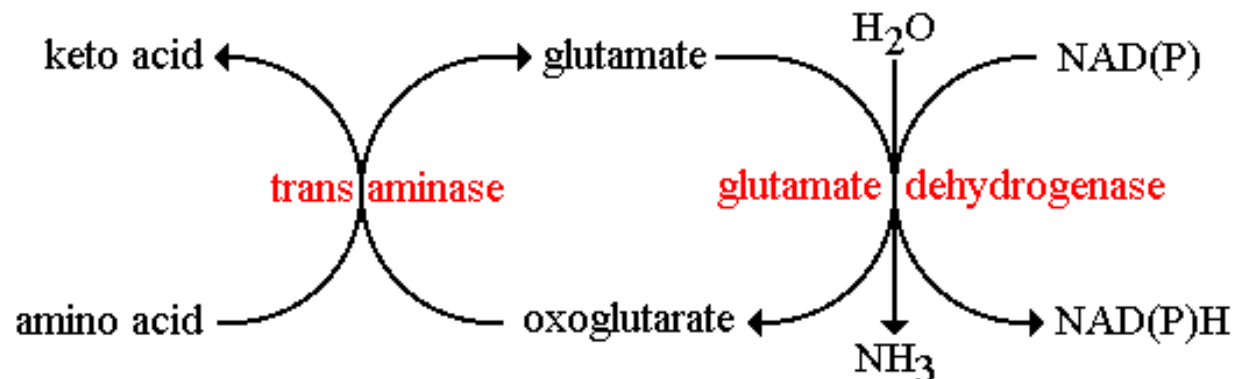 keto acid glutamate H₂O NAD(P)
trans aminase glutamate dehydrogenase
amino acid oxoglutarate NH₃ NAD(P)H